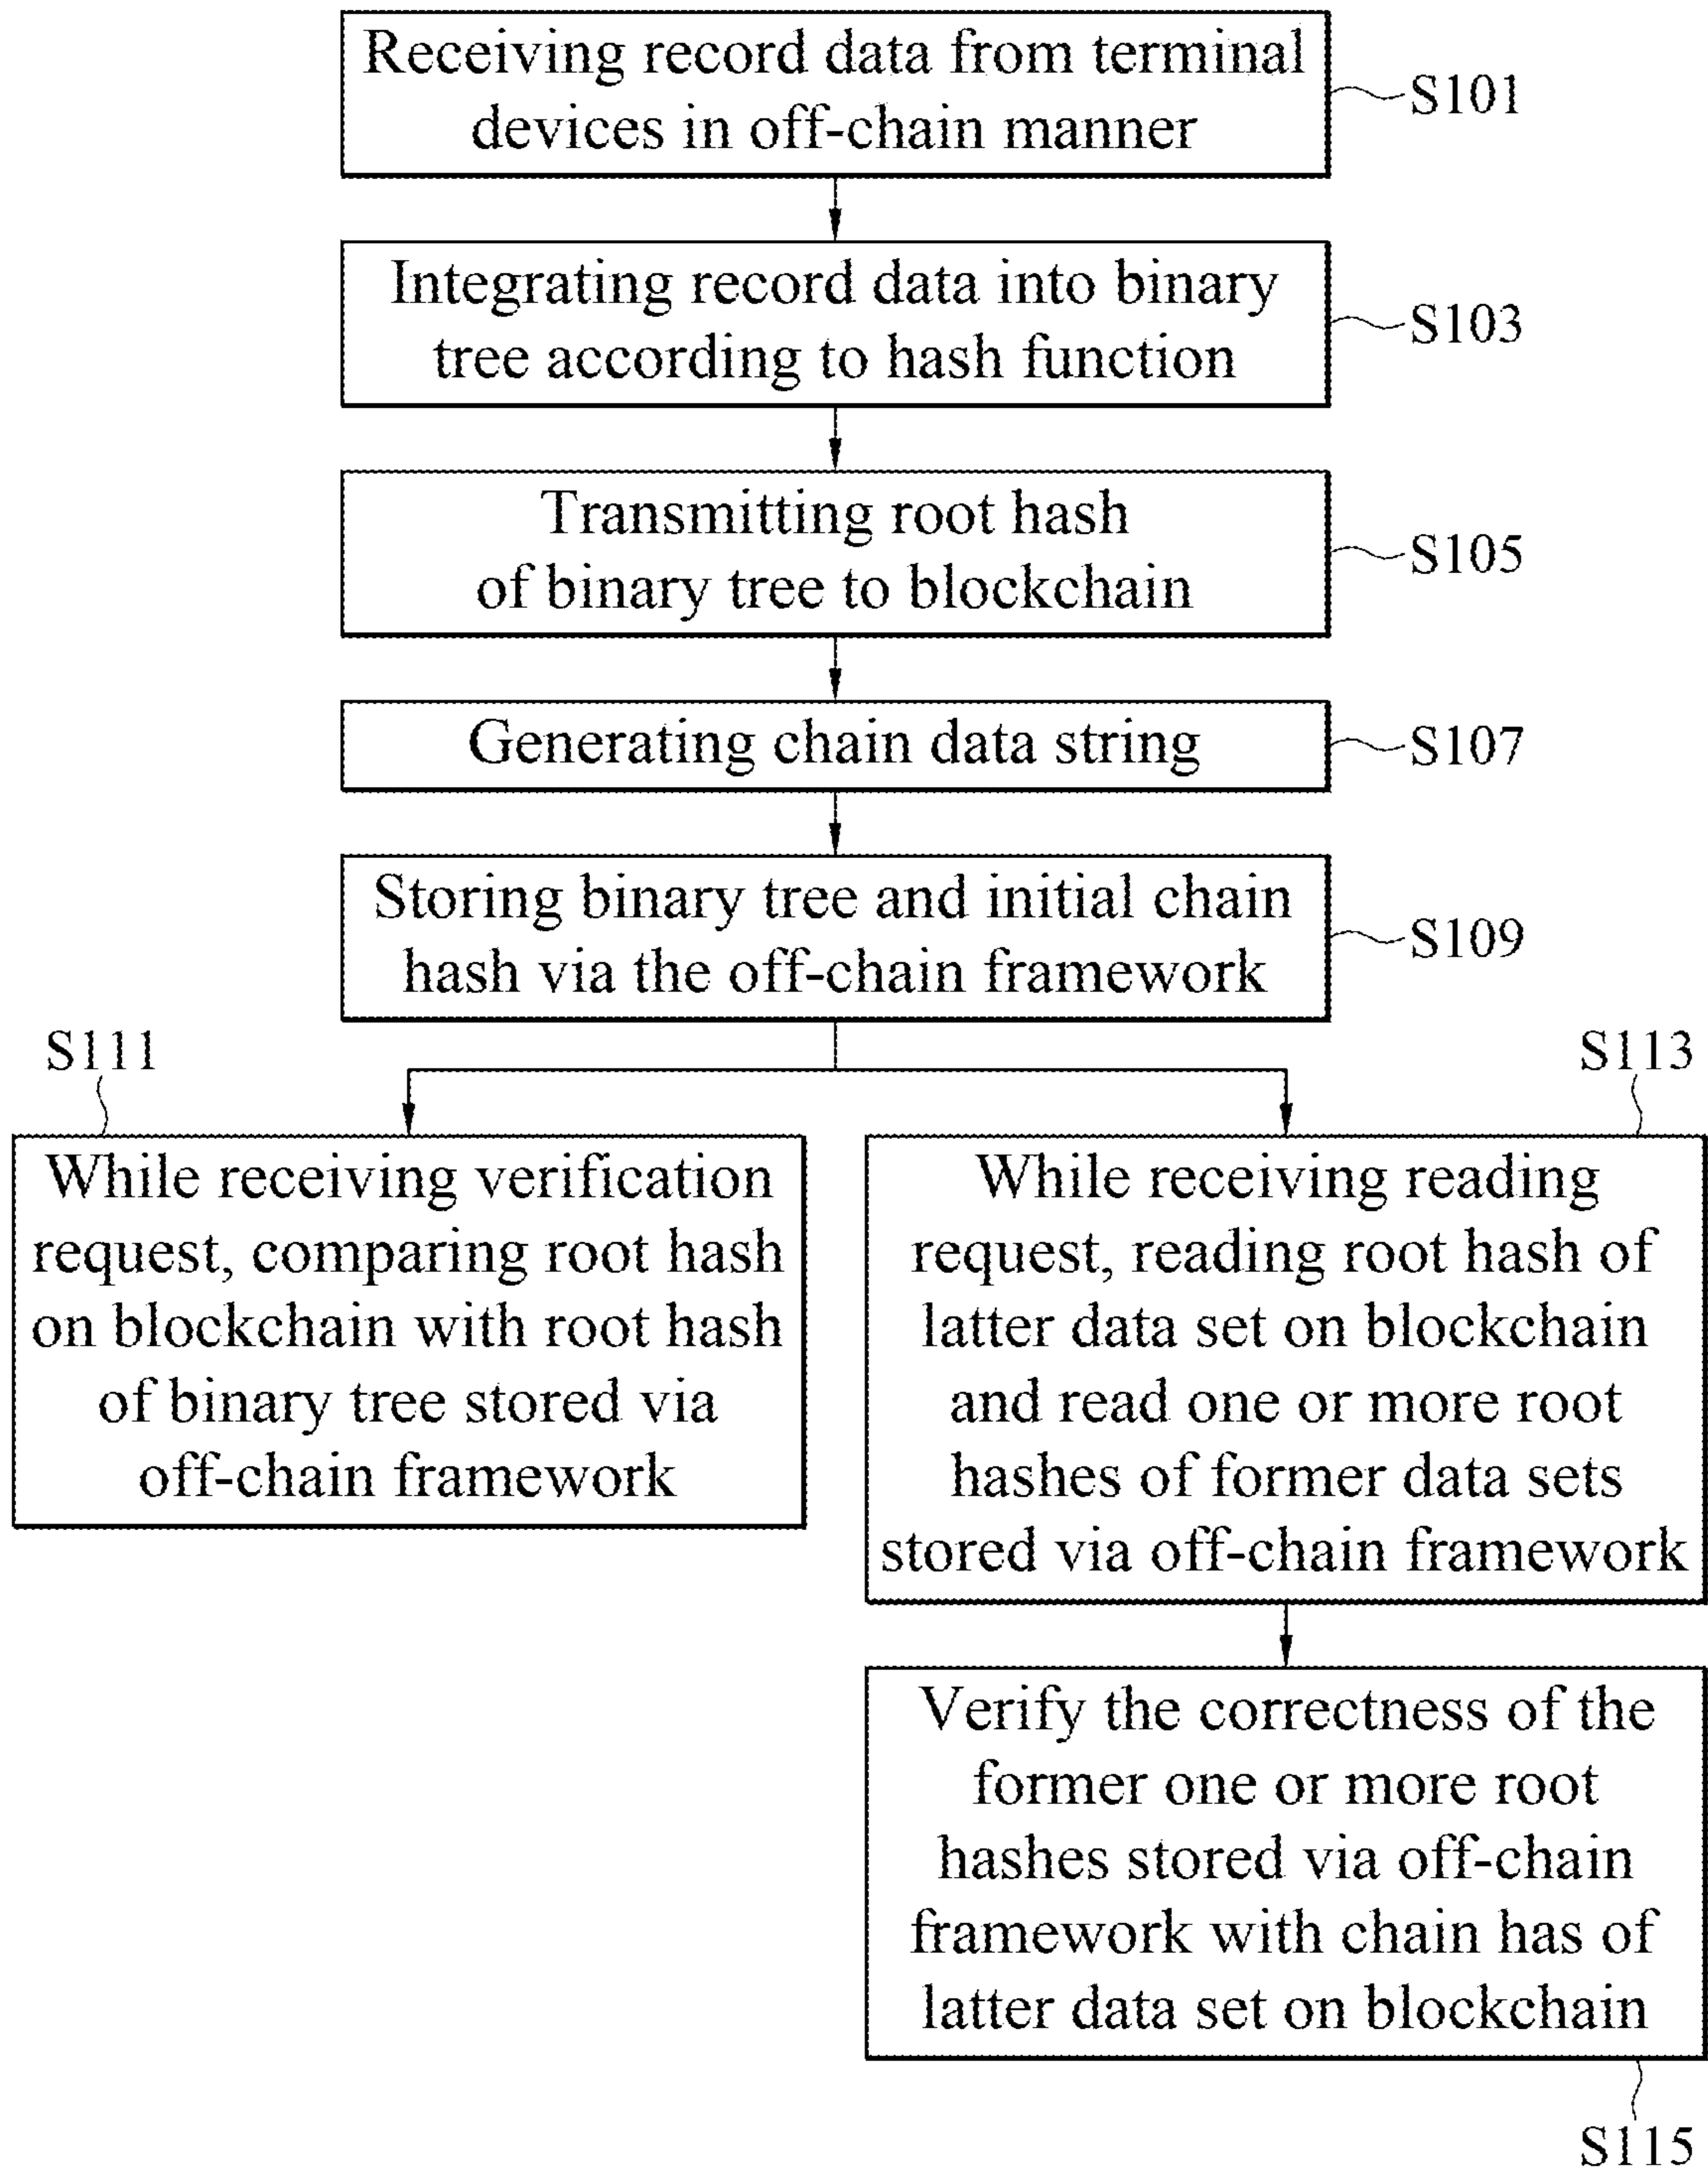 Receiving record data from terminal
devices in off-chain manner
S101
Integrating record data into binary
tree according to hash function
S103
Transmitting root hash
of binary tree to blockchain
S105
Generating chain data string
S107
Storing binary tree and initial chain
hash via the off-chain framework
S109
S111
While receiving verification
request, comparing root hash
on blockchain with root hash
of binary tree stored via
off-chain framework
S113
While receiving reading
request, reading root hash of
latter data set on blockchain
and read one or more root
hashes of former data sets
stored via off-chain framework
Verify the correctness of the
former one or more root
hashes stored via off-chain
framework with chain has of
latter data set on blockchain
S115